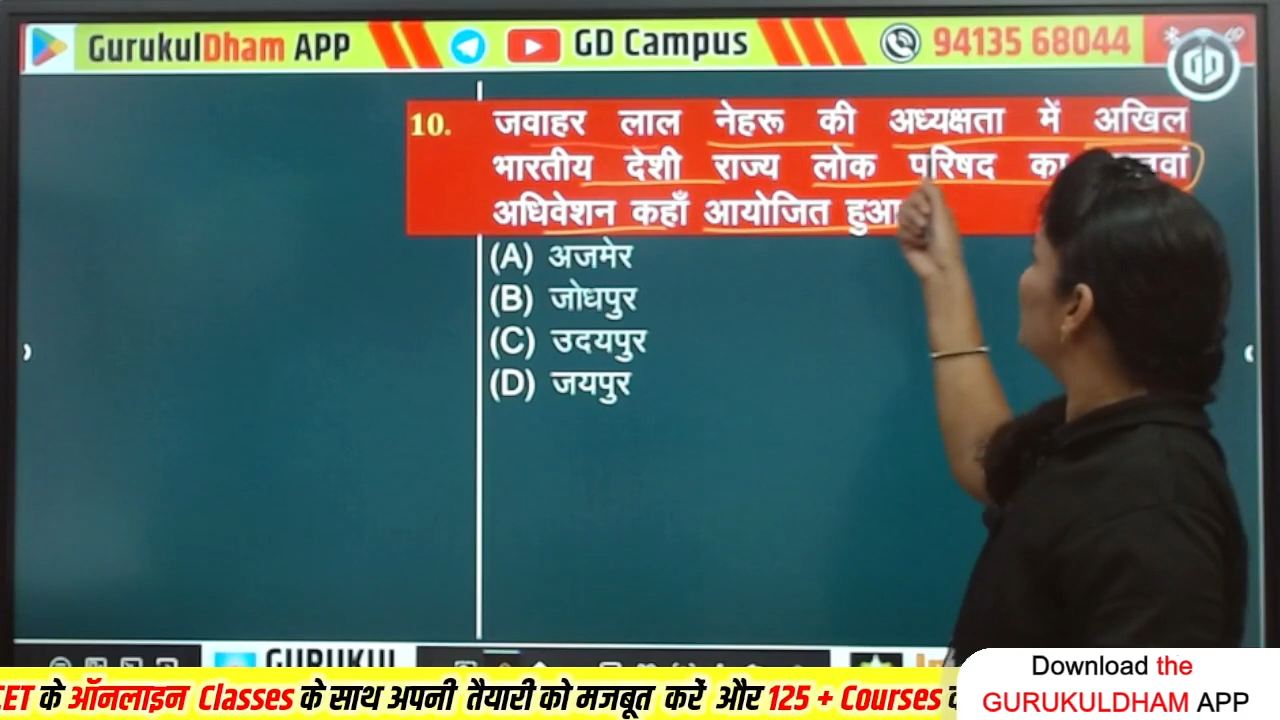 GurukulDham APP
GD Campus
94135 68044
10. जवाहर लाल नेहरू की अध्यक्षता में अखिल
भारतीय देशी राज्य लोक परिषद का
अधिवेशन कहाँ आयोजित हुआ
(A) अजमेर
(B) जोधपुर
(C) उदयपुर
(D) जयपुर
GURUKUL
के ऑनलाइन Classes के साथ अपनी तैयारी को मजबूत करें और 125 + Courses
Download the
GURUKULDHAM APP